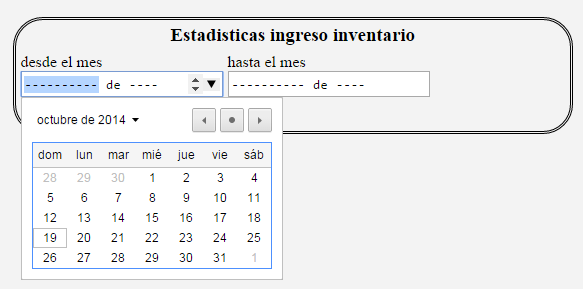 Estadisticas ingreso inventario
desde el mes hasta el mes
---------- de ---- ---------- de ----
octubre de 2014
dom lun mar mié jue vie sáb
28 29 30 1 2 3 4
5 6 7 8 9 10 11
12 13 14 15 16 17 18
19 20 21 22 23 24 25
26 27 28 29 30 31 1